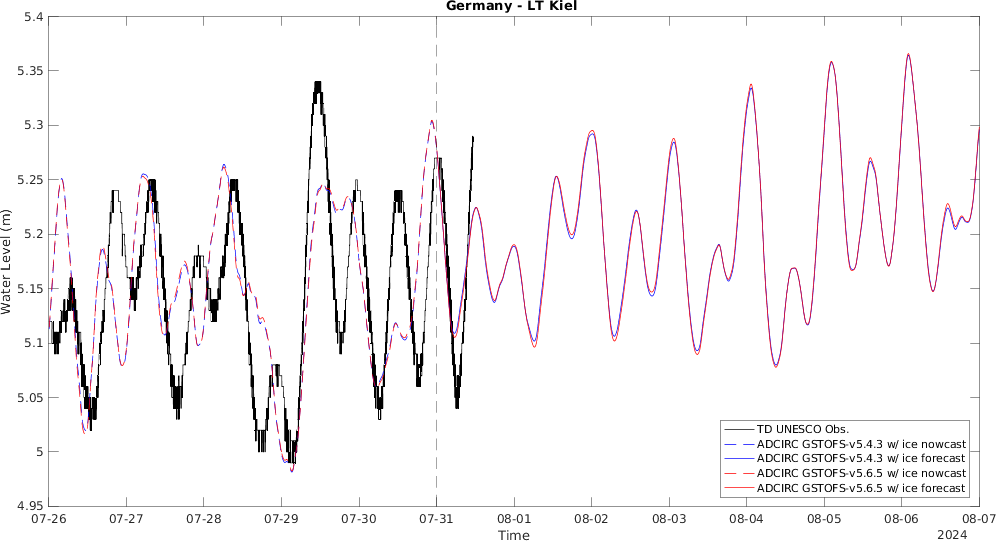 Germany - LT Kiel
5.4
5.35
5.3
5.25
5.2
5.15
5.1
5.05
5
4.95
Water Level (m)
TD UNESCO Obs.
ADCIRC GSTOFS-v5.4.3 w/ ice nowcast
ADCIRC GSTOFS-v5.4.3 w/ ice forecast
ADCIRC GSTOFS-v5.6.5 w/ ice nowcast
ADCIRC GSTOFS-v5.6.5 w/ ice forecast
07-26 07-27 07-28 07-29 07-30 07-31 08-01 08-02 08-03 08-04 08-05 08-06 08-07
Time
2024